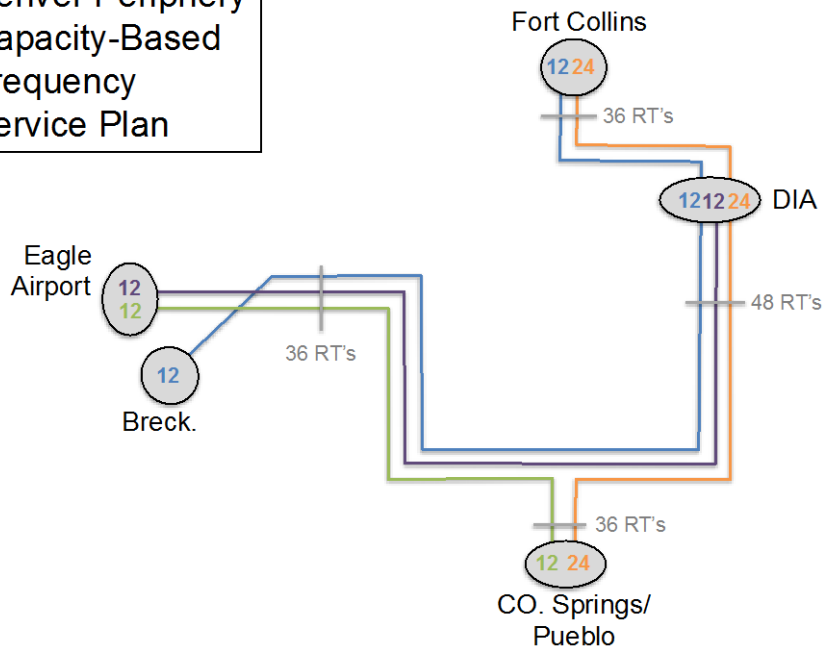 Periphery
apacity-Based
requency
ervice Plan
Fort Collins
12 24
36 RT's
12 12 24
DIA
Eagle
Airport
12
12
48 RT's
36 RT's
12
Breck.
36 RT's
12 24
CO. Springs/
Pueblo